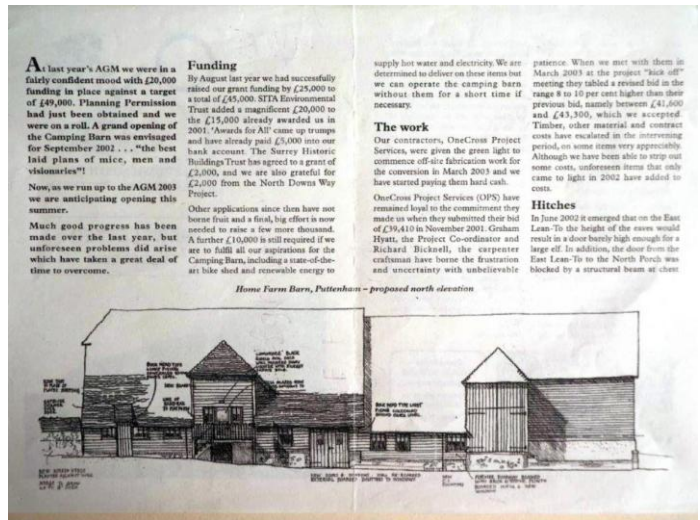 At last year's AGM we were in a
fairly confident mood with £20,000
funding in place against a target
of £49,000. Planning Permission
had just been obtained and we
were on a roll. A grand opening of
the Camping Barn was envisaged
for September 2002 . . . "the best
laid plans of mice, men and
visionaries"!
Now, as we run up to the AGM 2003
we are anticipating opening this
summer.
Much good progress has been
made over the last year, but
unforeseen problems did arise
which have taken a great deal of
time to overcome.
Funding
By August last year we had successfully
raised our grant funding by £25,000 to
a total of £45,000. SITA Environmental
Trust added a magnificent £20,000 to
the £15,000 already awarded us in
2001. 'Awards for All' came up trumps
and have already paid £5,000 into our
bank account. The Surrey Historic
Buildings Trust has agreed to a grant of
£2,000, and we are also grateful for
£2,000 from the North Downs Way
Project.
Other applications since then have not
borne fruit and a final, big effort is now
needed to raise a few more thousand.
A further £10,000 is still required if we
are to fulfil all our aspirations for the
Camping Barn, including a state-of-the-
art bike shed and renewable energy to
supply hot water and electricity. We are
determined to deliver on these items but
we can operate the camping barn
without them for a short time if
necessary.
The work
Our contractors, OneCross Project
Services, were given the green light to
commence off-site fabrication work for
the conversion in March 2003 and we
have started paying them hard cash.
OneCross Project Services (OPS) have
remained loyal to the commitment they
made us when they submitted their bid
of £39,410 in November 2001. Graham
Hyatt, the Project Co-ordinator and
Richard Bicknell, the carpenter
craftsman have borne the frustration
and uncertainty with unbelievable
patience. When we met with them in
March 2003 at the project "kick off"
meeting they tabled a revised bid in the
range 8 to 10 per cent higher than their
previous bid, namely between £41,600
and £43,300, which we accepted.
Timber, other material and contract
costs have escalated in the intervening
period, on some items very appreciably.
Although we have been able to strip out
some costs, unforeseen items that only
came to light in 2002 have added to
costs.
Hitches
In June 2002 it emerged that on the East
Lean-To the height of the eaves would
result in a door barely high enough for a
large elf. In addition, the door from the
East Lean-To to the North Porch was
blocked by a structural beam at chest
Home Farm Barn, Puttenham – proposed north elevation